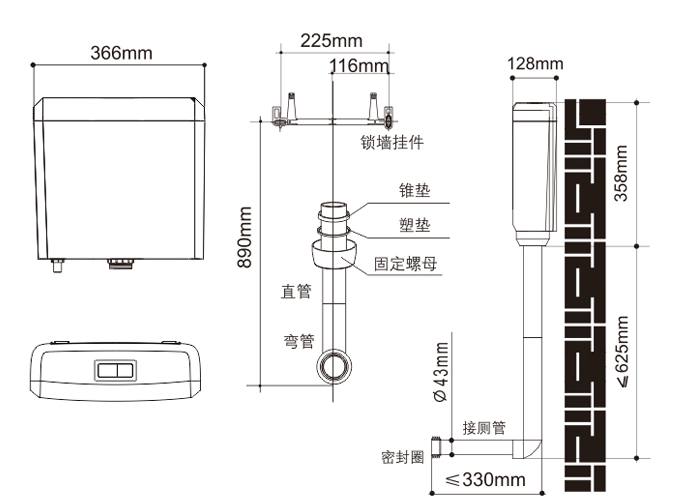 366mm
225mm
116mm
锁墙挂件
890mm
锥垫
塑垫
固定螺母
直管
弯管
128mm
358mm
≤625mm
Ø43mm
接厕管
密封圈
≤330mm